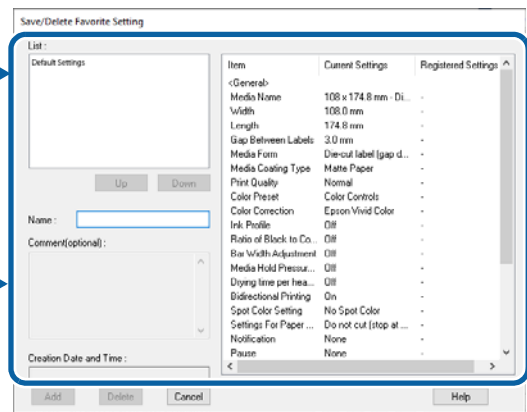 Save/Delete Favorite Setting
List :
Default Settings
Up Down
Name :
Comment(optional) :
Creation Date and Time :
Item Current Settings Registered Settings
<General>
Media Name 108 x 174.8 mm - Di... -
Width 108.0 mm -
Length 174.8 mm -
Gap Between Labels 3.0 mm -
Media Form Die-cut label (gap d... -
Media Coating Type Matte Paper -
Print Quality Normal -
Color Preset Color Controls -
Color Correction Epson Vivid Color -
Ink Profile Off -
Ratio of Black to Co... Off -
Bar Width Adjustment Off -
Media Hold Pressur... Off -
Drying time per hea... Off -
Bidirectional Printing On -
Spot Color Setting No Spot Color -
Settings For Paper ... Do not cut (stop at ... -
Notification None -
Pause None -
Add Delete Cancel Help